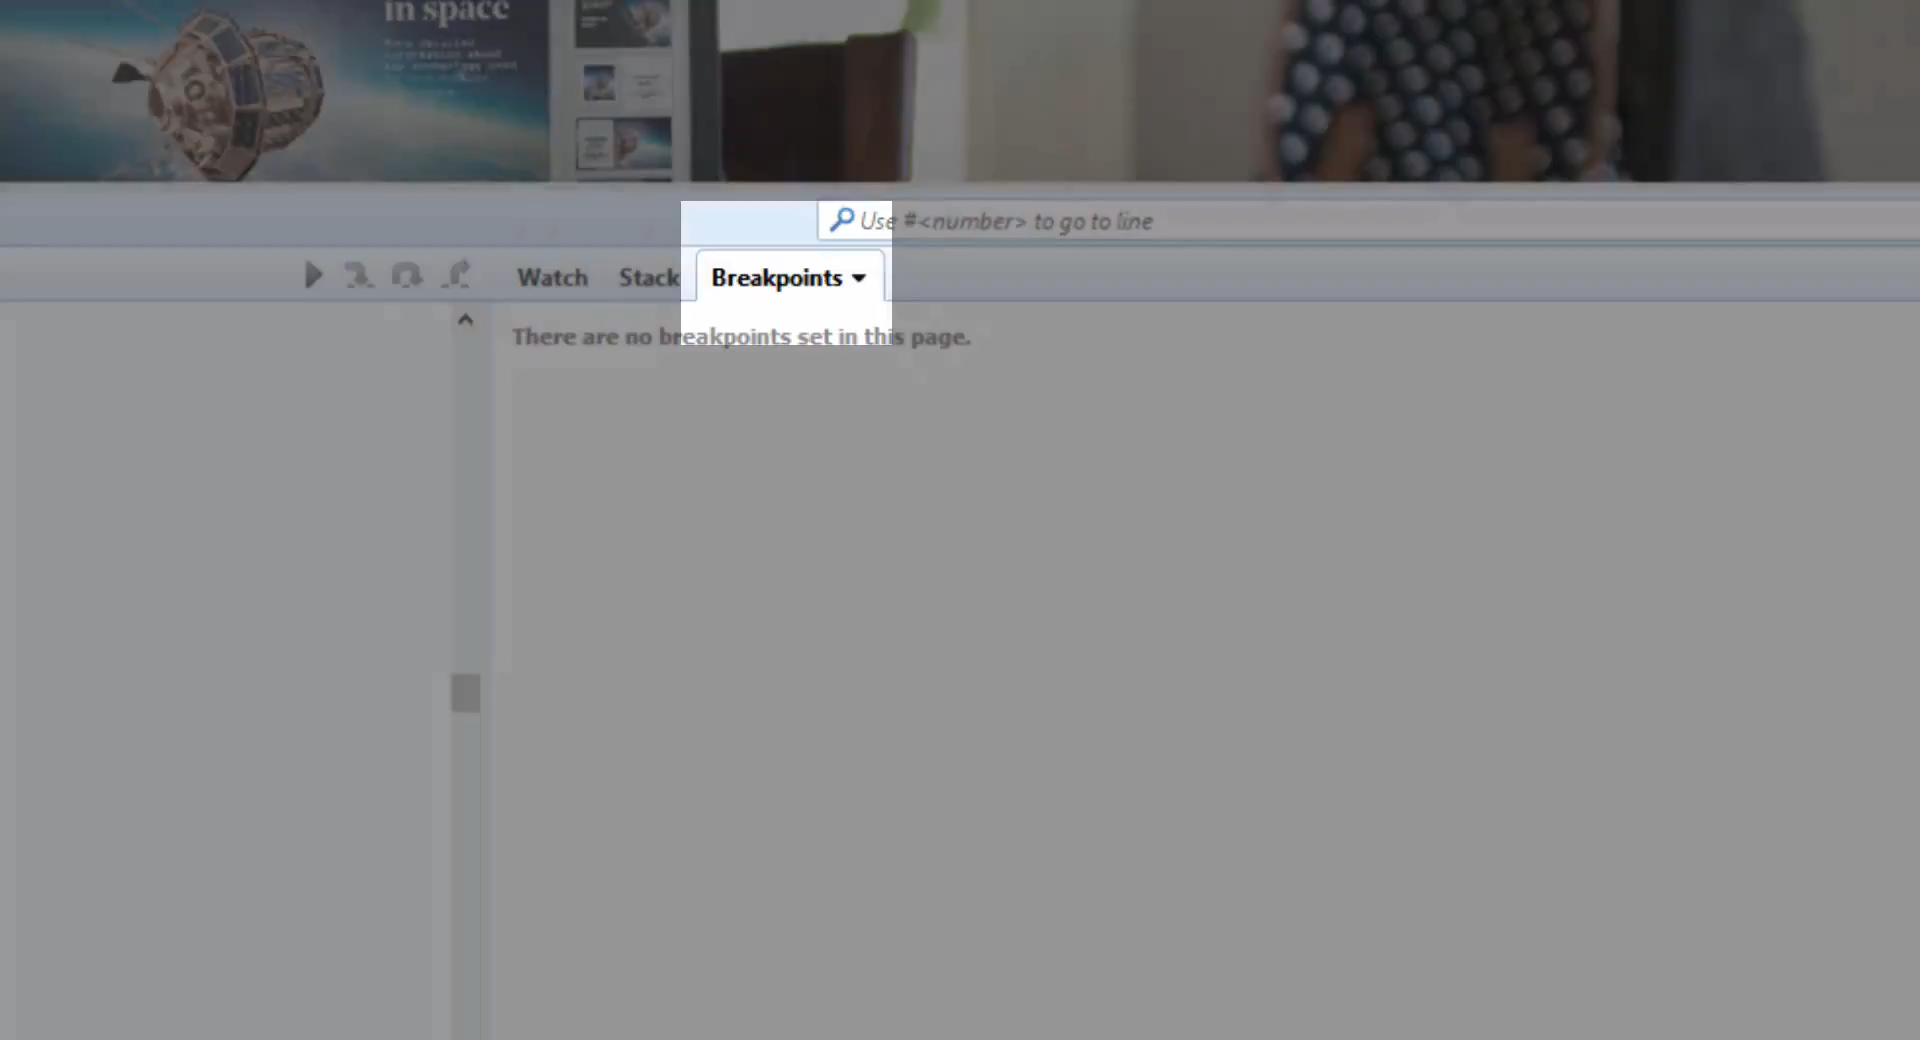 in space
Use #<number> to go to line
Watch Stack Breakpoints
There are no breakpoints set in this page.